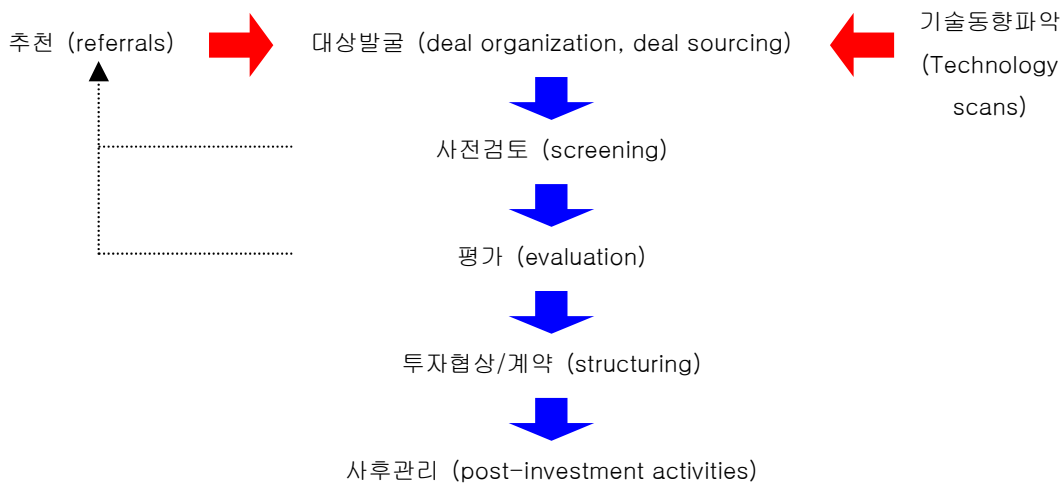 추천 (referrals)
대상발굴 (deal organization, deal sourcing)
기술동향파악
(Technology
scans)
사전검토 (screening)
평가 (evaluation)
투자협상/계약 (structuring)
사후관리 (post-investment activities)